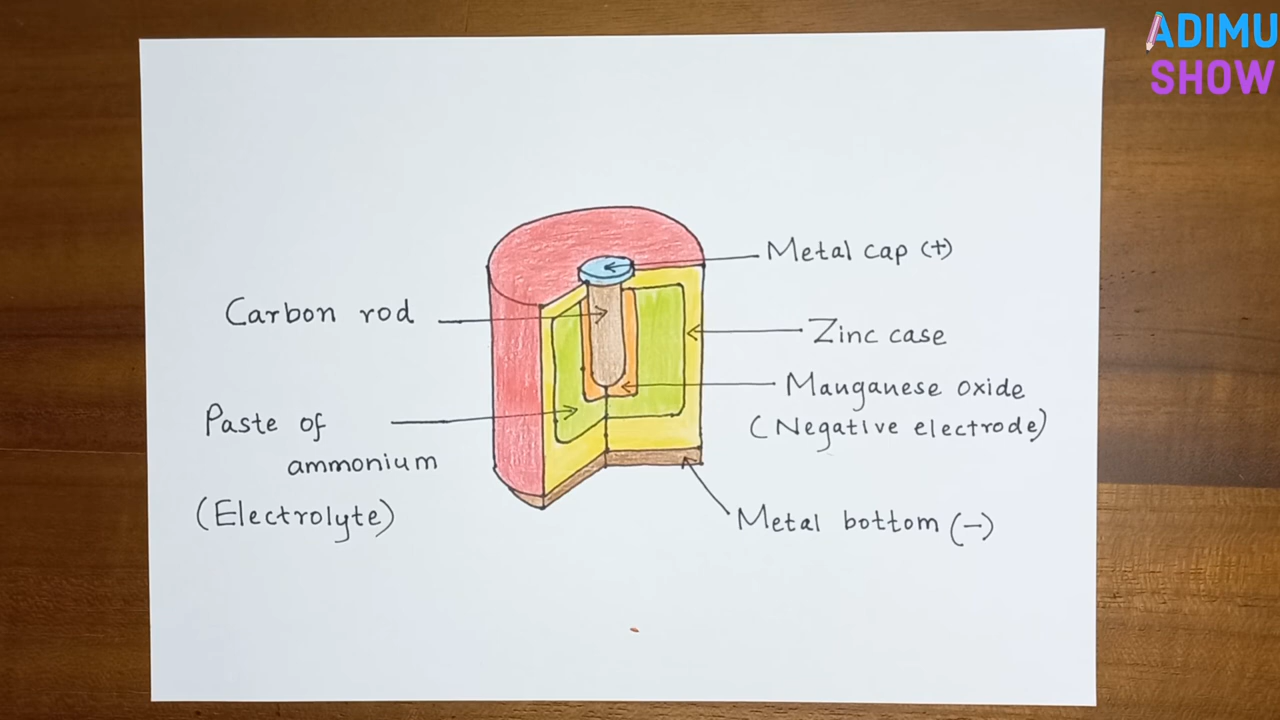 ADIMU
SHOW
Metal cap (+)
Carbon rod
Zinc case
Manganese oxide
(Negative electrode)
Paste of
ammonium
(Electrolyte)
Metal bottom (-)